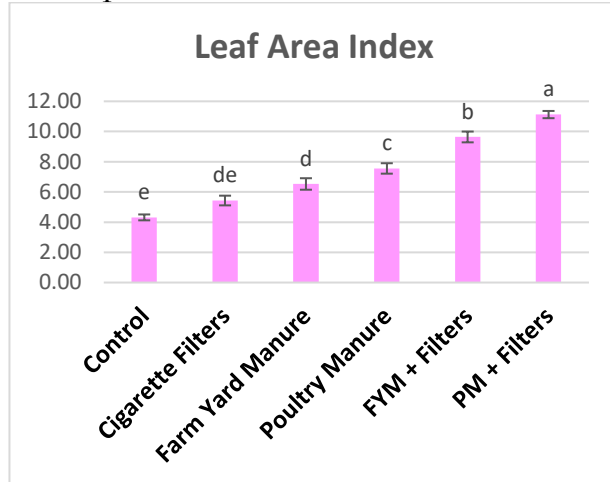 Leaf Area Index
12.00
10.00
8.00
6.00
4.00
2.00
0.00
e
de
d
c
b
a
Control
Cigarette Filters
Farm Yard Manure
Poultry Manure
FYM + Filters
PM + Filters